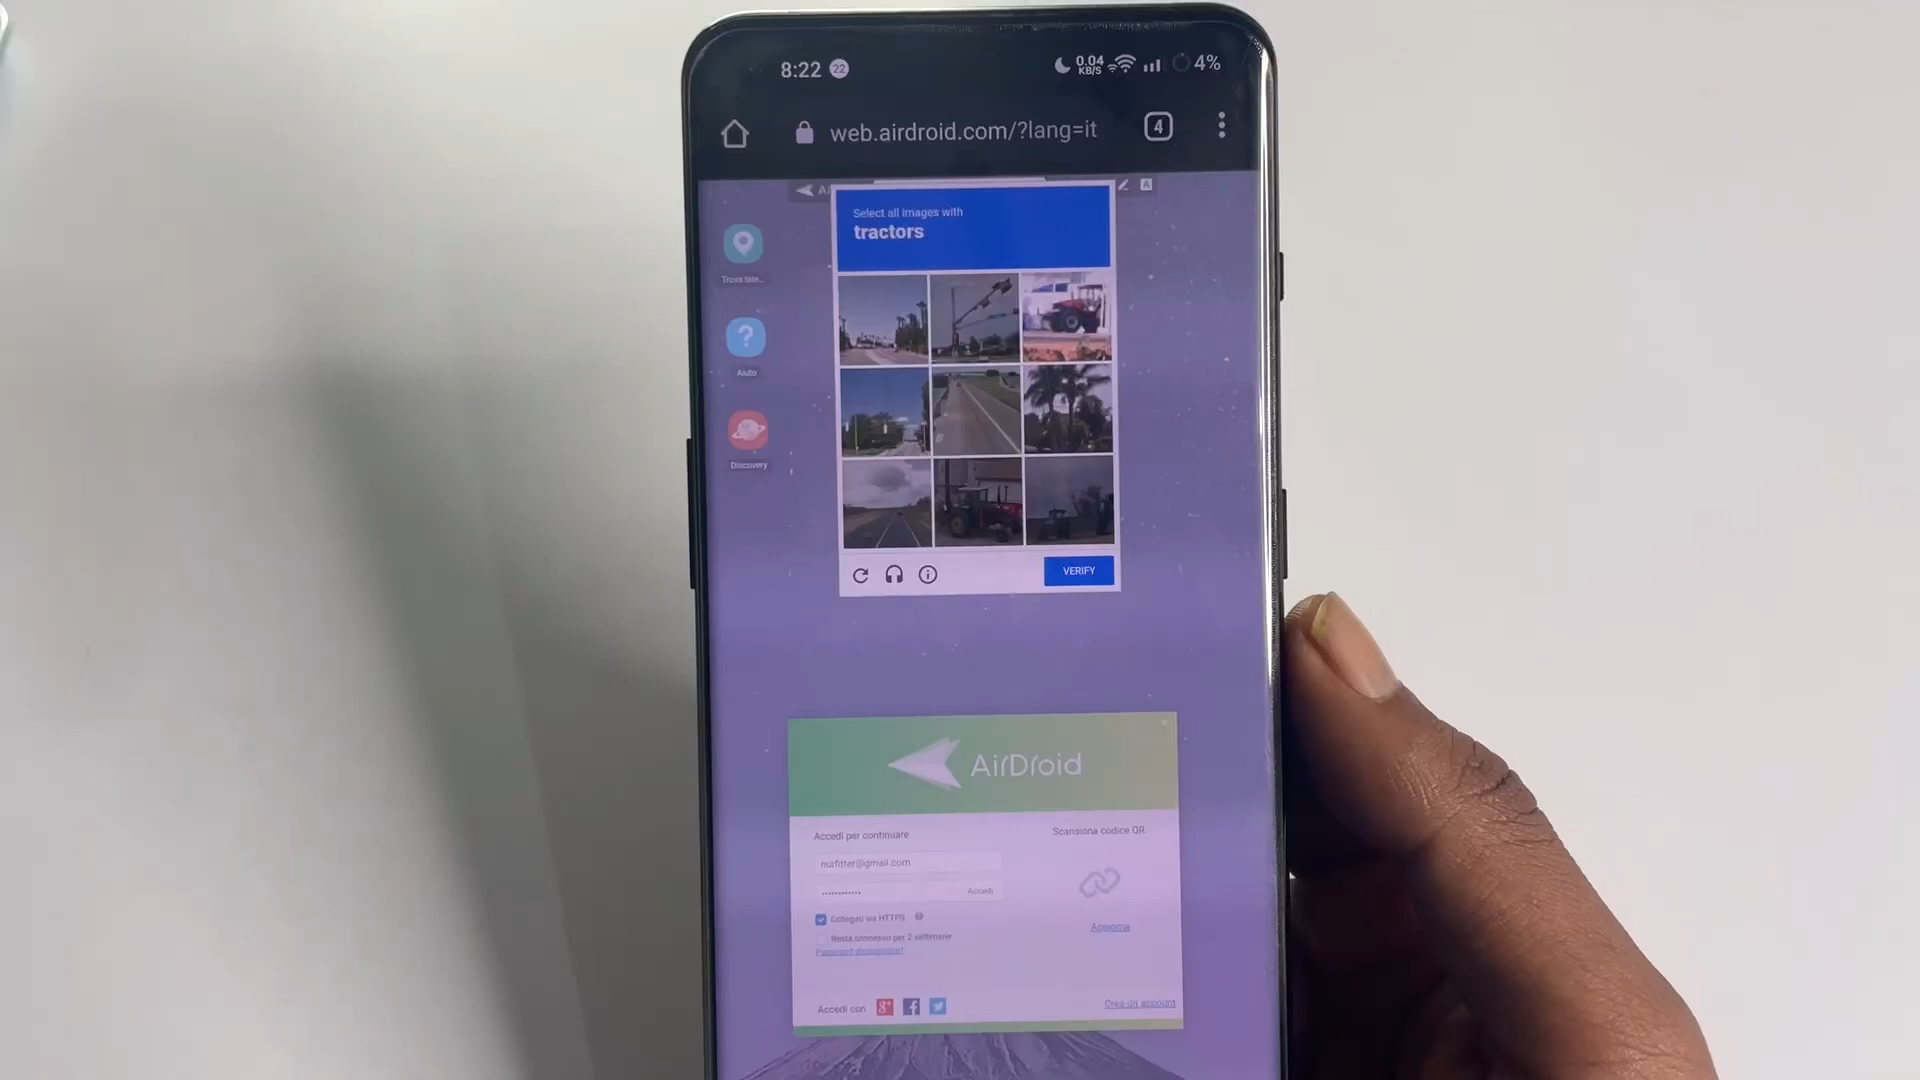 8:22 22 0.04 KB/S 4%
web.airdroid.com/?lang=it 4
Select all images with
tractors
Trova
Aiuto
Discovery
VERIFY
AirDroid
Accedi per continuare
Scansiona codice QR
nurfitter@gmail.com
Accedi
Collegati via HTTPS
Resta connesso per 2 settimane
Aggiorna
Password dimenticata?
Accedi con
Crea un account